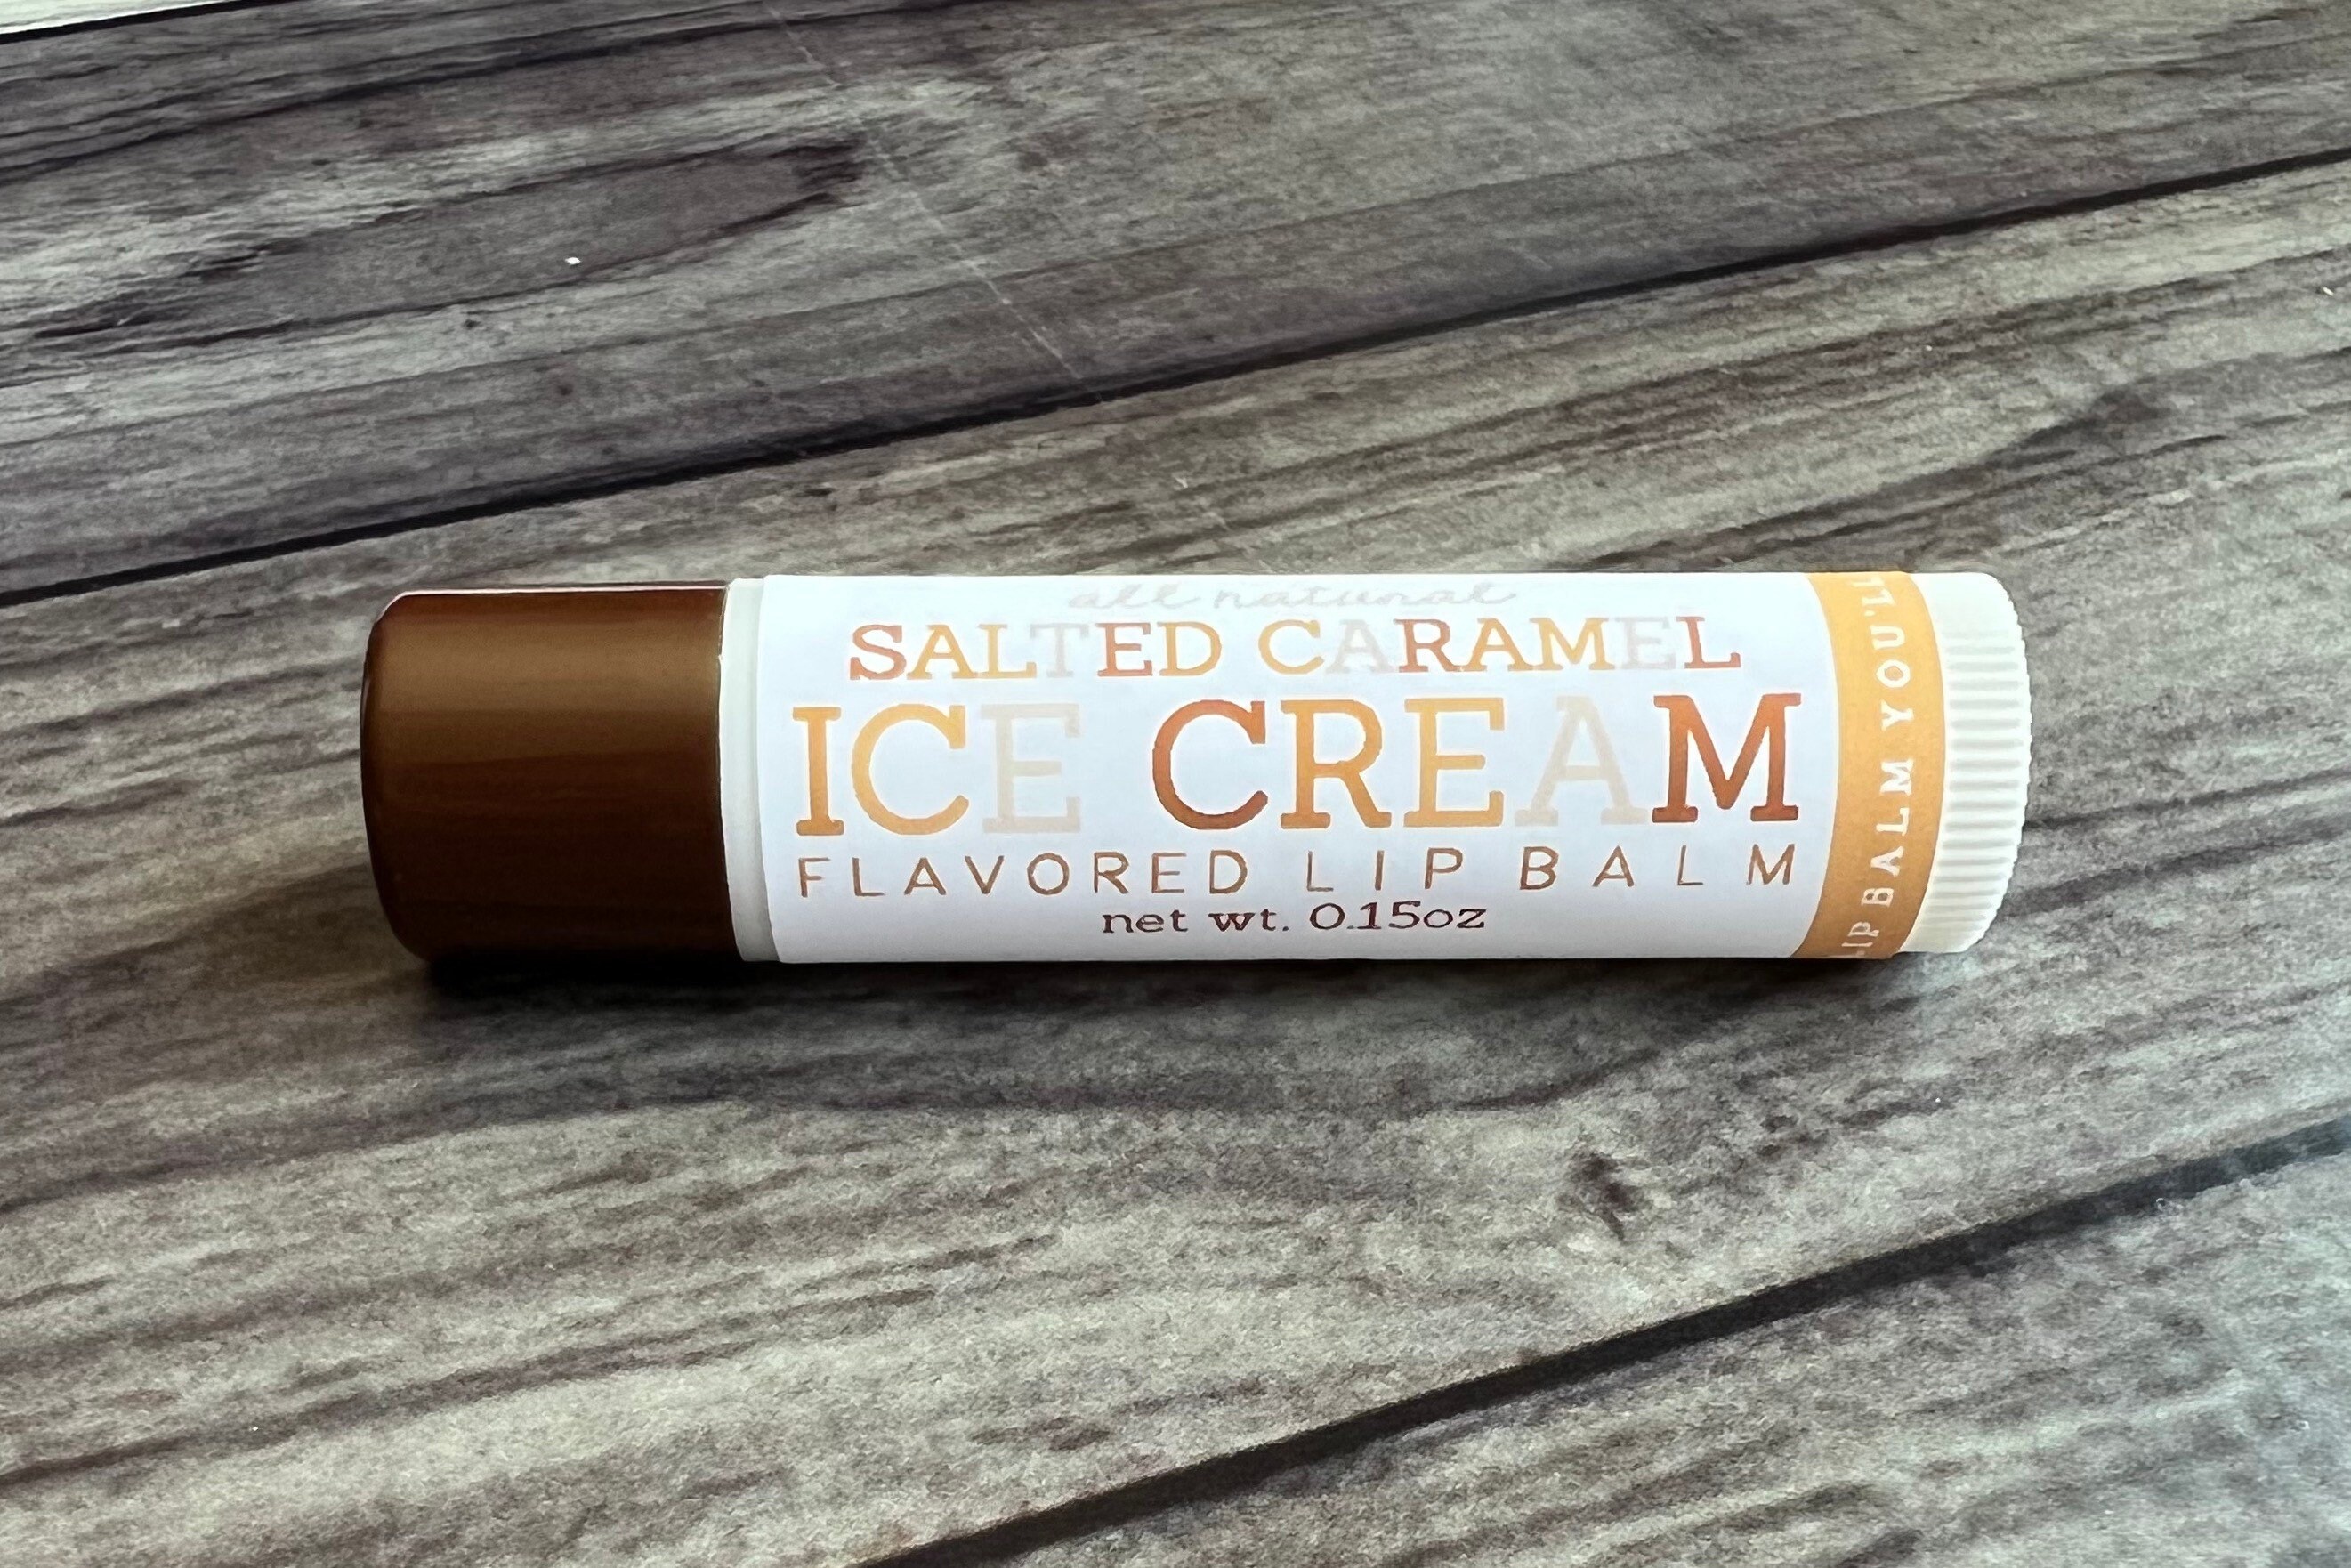 all natural
SALTED CARAMEL
ICE CREAM
FLAVORED LIP BALM
net wt. 0.15oz
LIP BALM YOU'LL